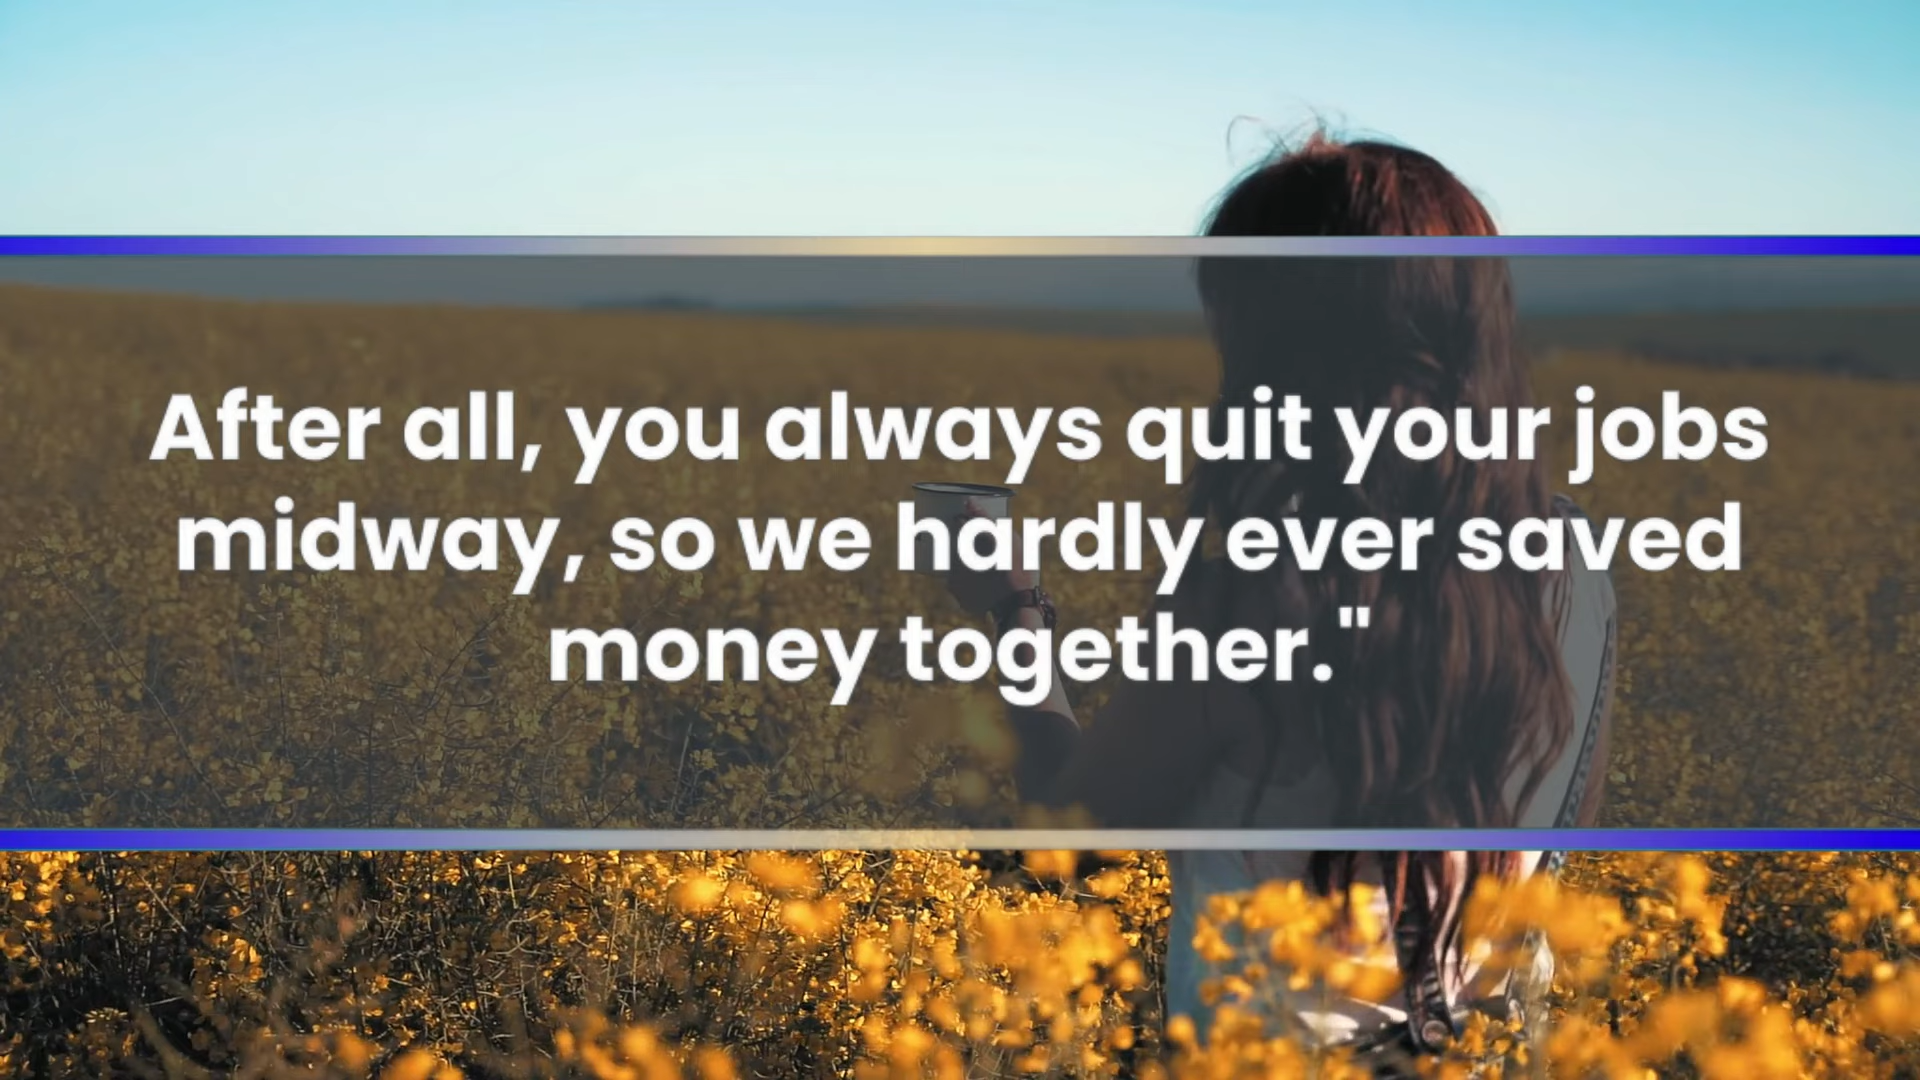 After all, you always quit your jobs
midway, so we hardly ever saved
money together."